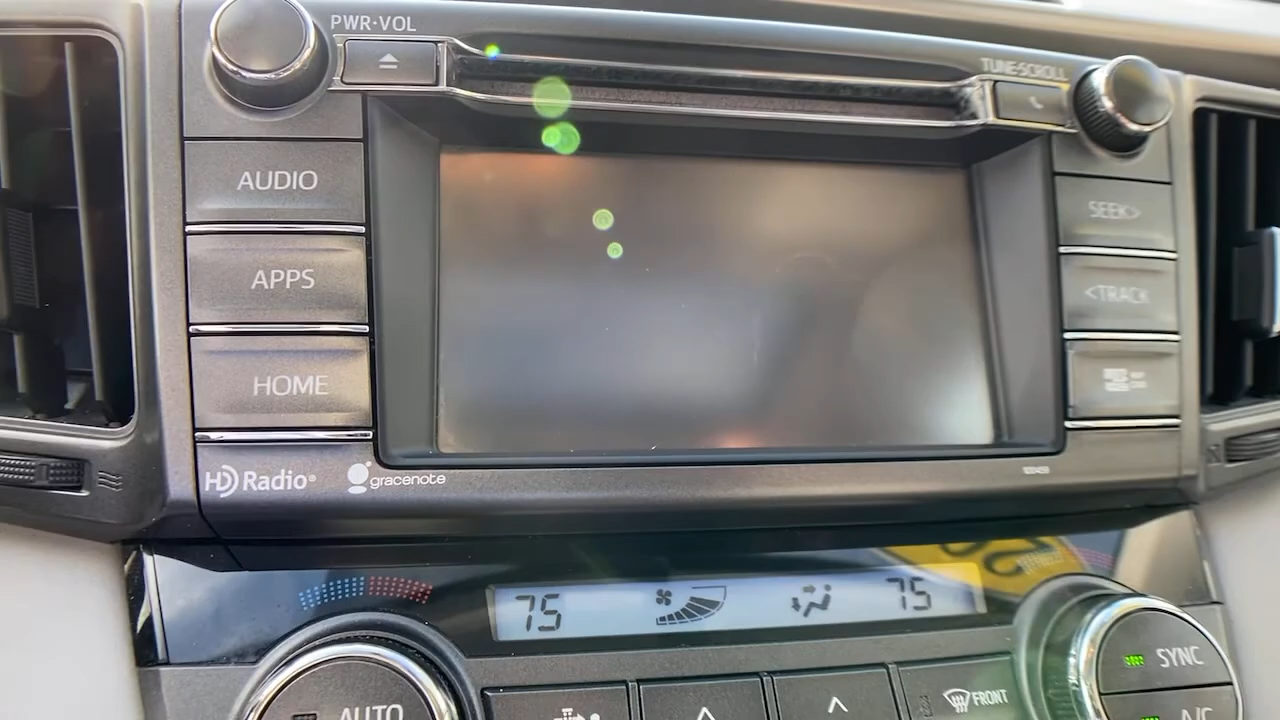 PWR·VOL
TUNE·SCROLL
AUDIO
SEEK>
APPS
<TRACK
HOME
HD Radio®
gracenote
75
75
SYNC
FRONT
AUTO
A/C